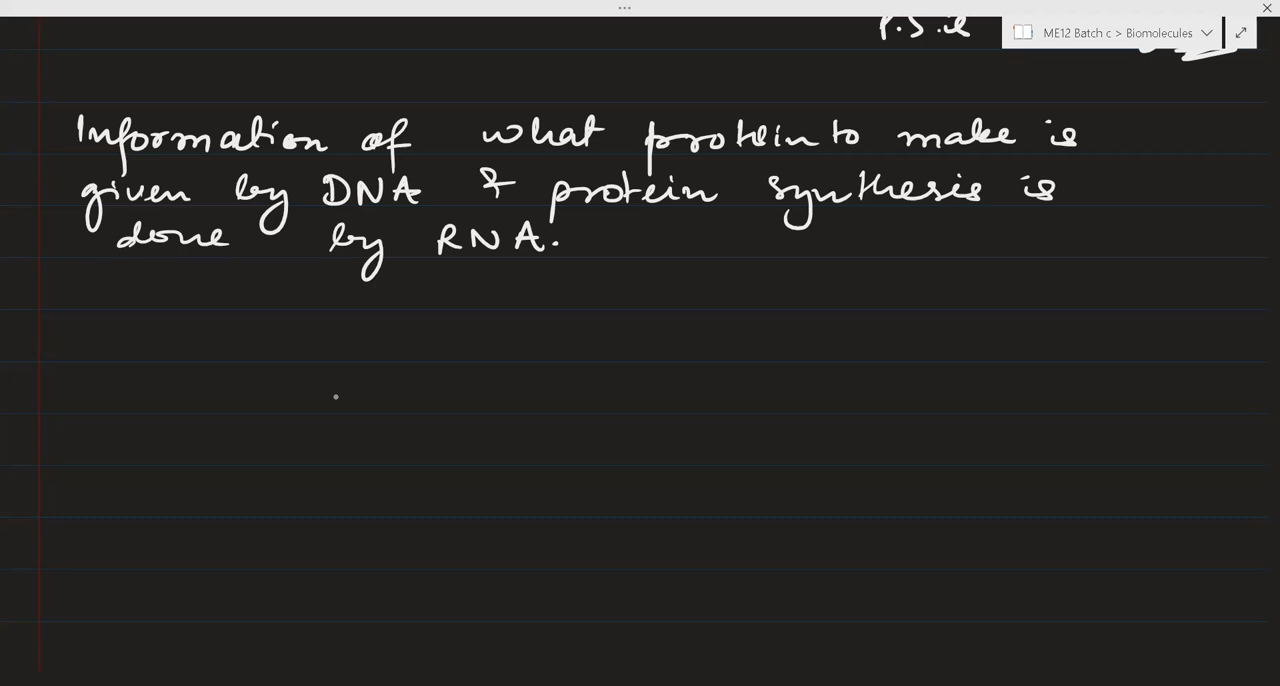 ME12 Batch c > Biomolecules
Information of what protein to make is
given by DNA & protein synthesis is
done by RNA.